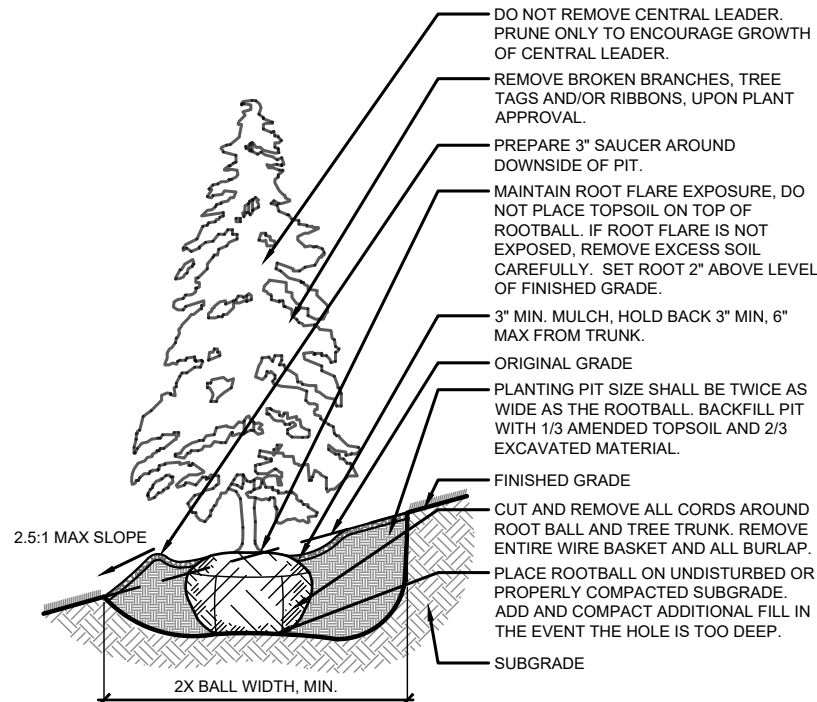 DO NOT REMOVE CENTRAL LEADER.
PRUNE ONLY TO ENCOURAGE GROWTH
OF CENTRAL LEADER.
REMOVE BROKEN BRANCHES, TREE
TAGS AND/OR RIBBONS, UPON PLANT
APPROVAL.
PREPARE 3" SAUCER AROUND
DOWNSIDE OF PIT.
MAINTAIN ROOT FLARE EXPOSURE, DO
NOT PLACE TOPSOIL ON TOP OF
ROOTBALL. IF ROOT FLARE IS NOT
EXPOSED, REMOVE EXCESS SOIL
CAREFULLY.  SET ROOT 2" ABOVE LEVEL
OF FINISHED GRADE.
3" MIN. MULCH, HOLD BACK 3" MIN, 6"
MAX FROM TRUNK.
ORIGINAL GRADE
PLANTING PIT SIZE SHALL BE TWICE AS
WIDE AS THE ROOTBALL. BACKFILL PIT
WITH 1/3 AMENDED TOPSOIL AND 2/3
EXCAVATED MATERIAL.
FINISHED GRADE
CUT AND REMOVE ALL CORDS AROUND
ROOT BALL AND TREE TRUNK. REMOVE
ENTIRE WIRE BASKET AND ALL BURLAP.
PLACE ROOTBALL ON UNDISTURBED OR
PROPERLY COMPACTED SUBGRADE.
ADD AND COMPACT ADDITIONAL FILL IN
THE EVENT THE HOLE IS TOO DEEP.
SUBGRADE
2.5:1 MAX SLOPE
2X BALL WIDTH, MIN.